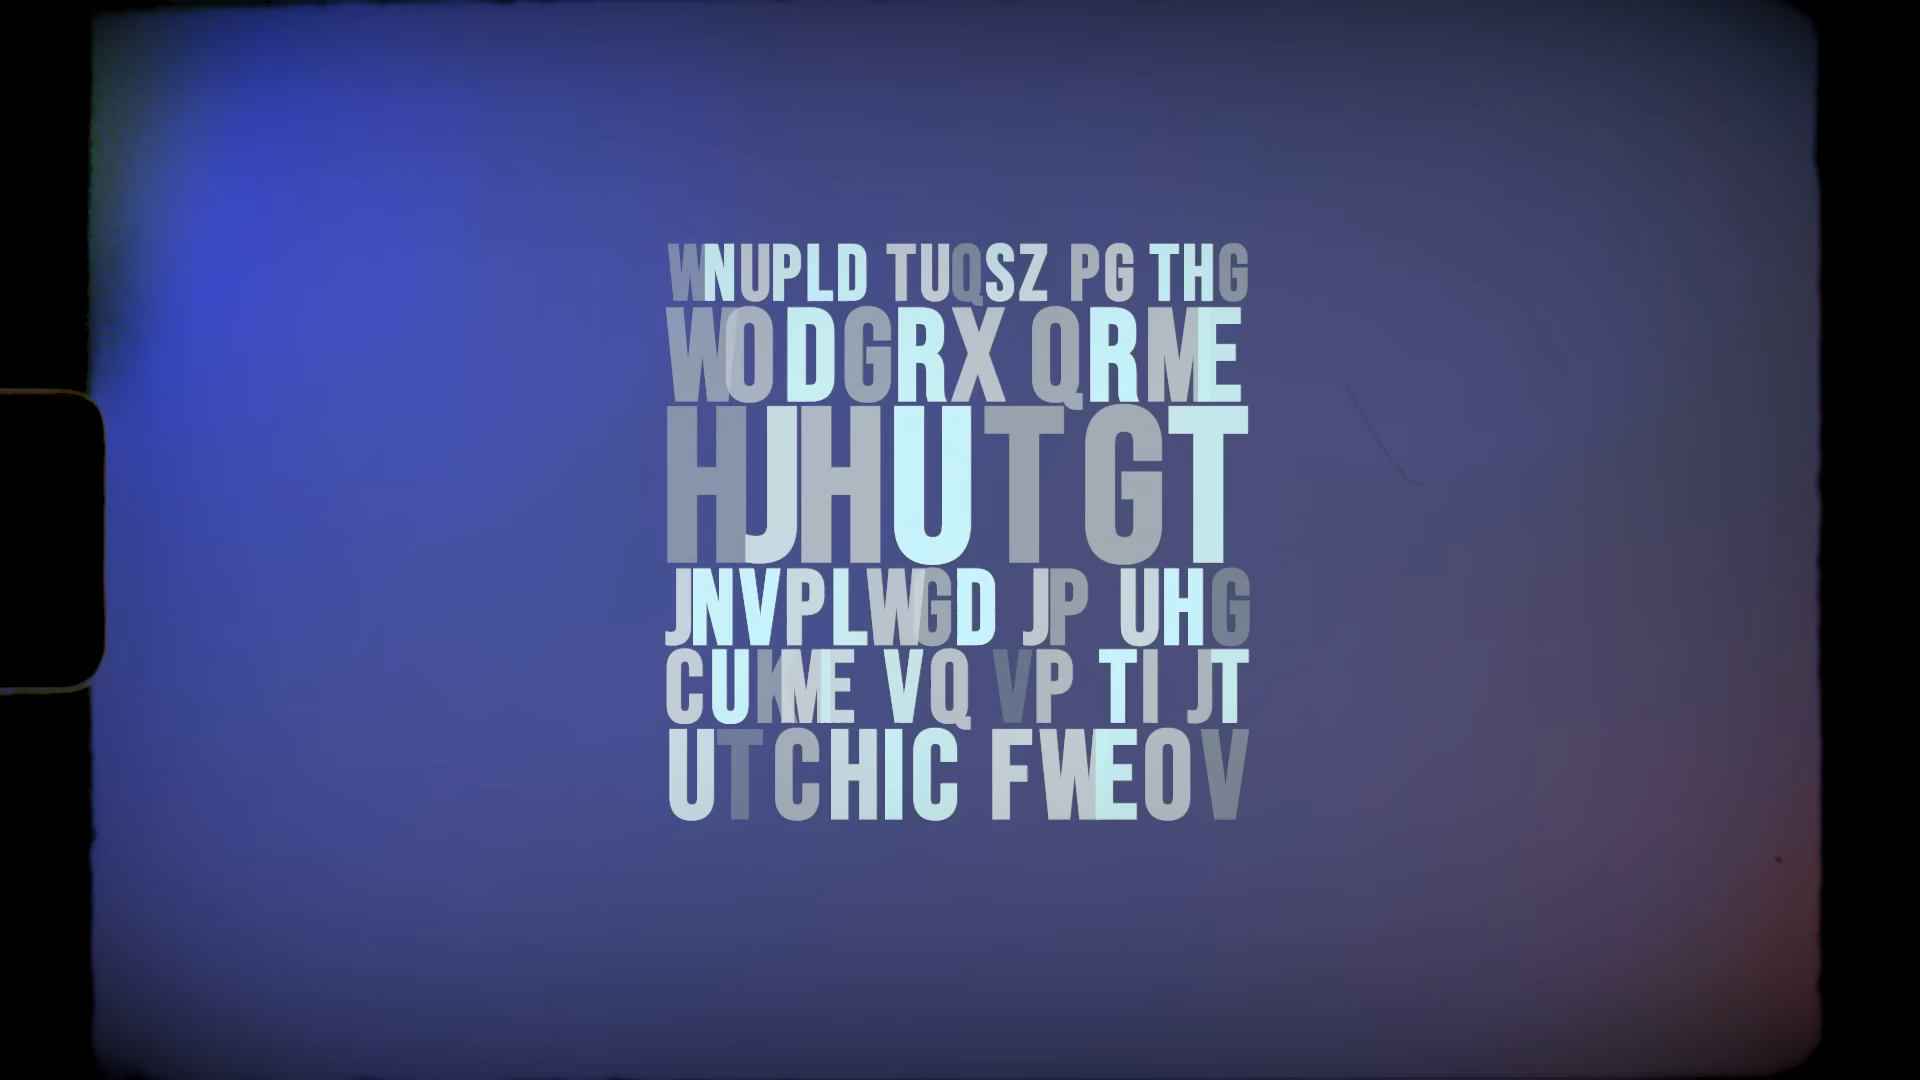 WNUPLD TUQSZ PG THG
WODGRX QRME
HJHUTGT
JNVPLWGD JP UHG
CUKME VQ VP TI JT
UTCHIC FWEOV